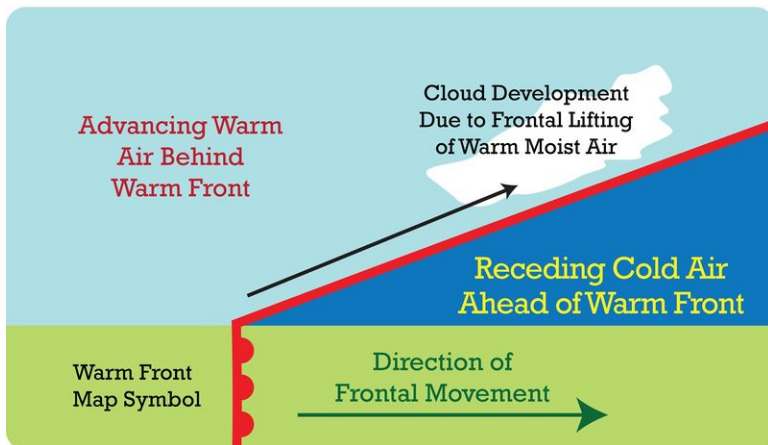 Advancing Warm
Air Behind
Warm Front
Cloud Development
Due to Frontal Lifting
of Warm Moist Air
Receding Cold Air
Ahead of Warm Front
Warm Front
Map Symbol
Direction of
Frontal Movement